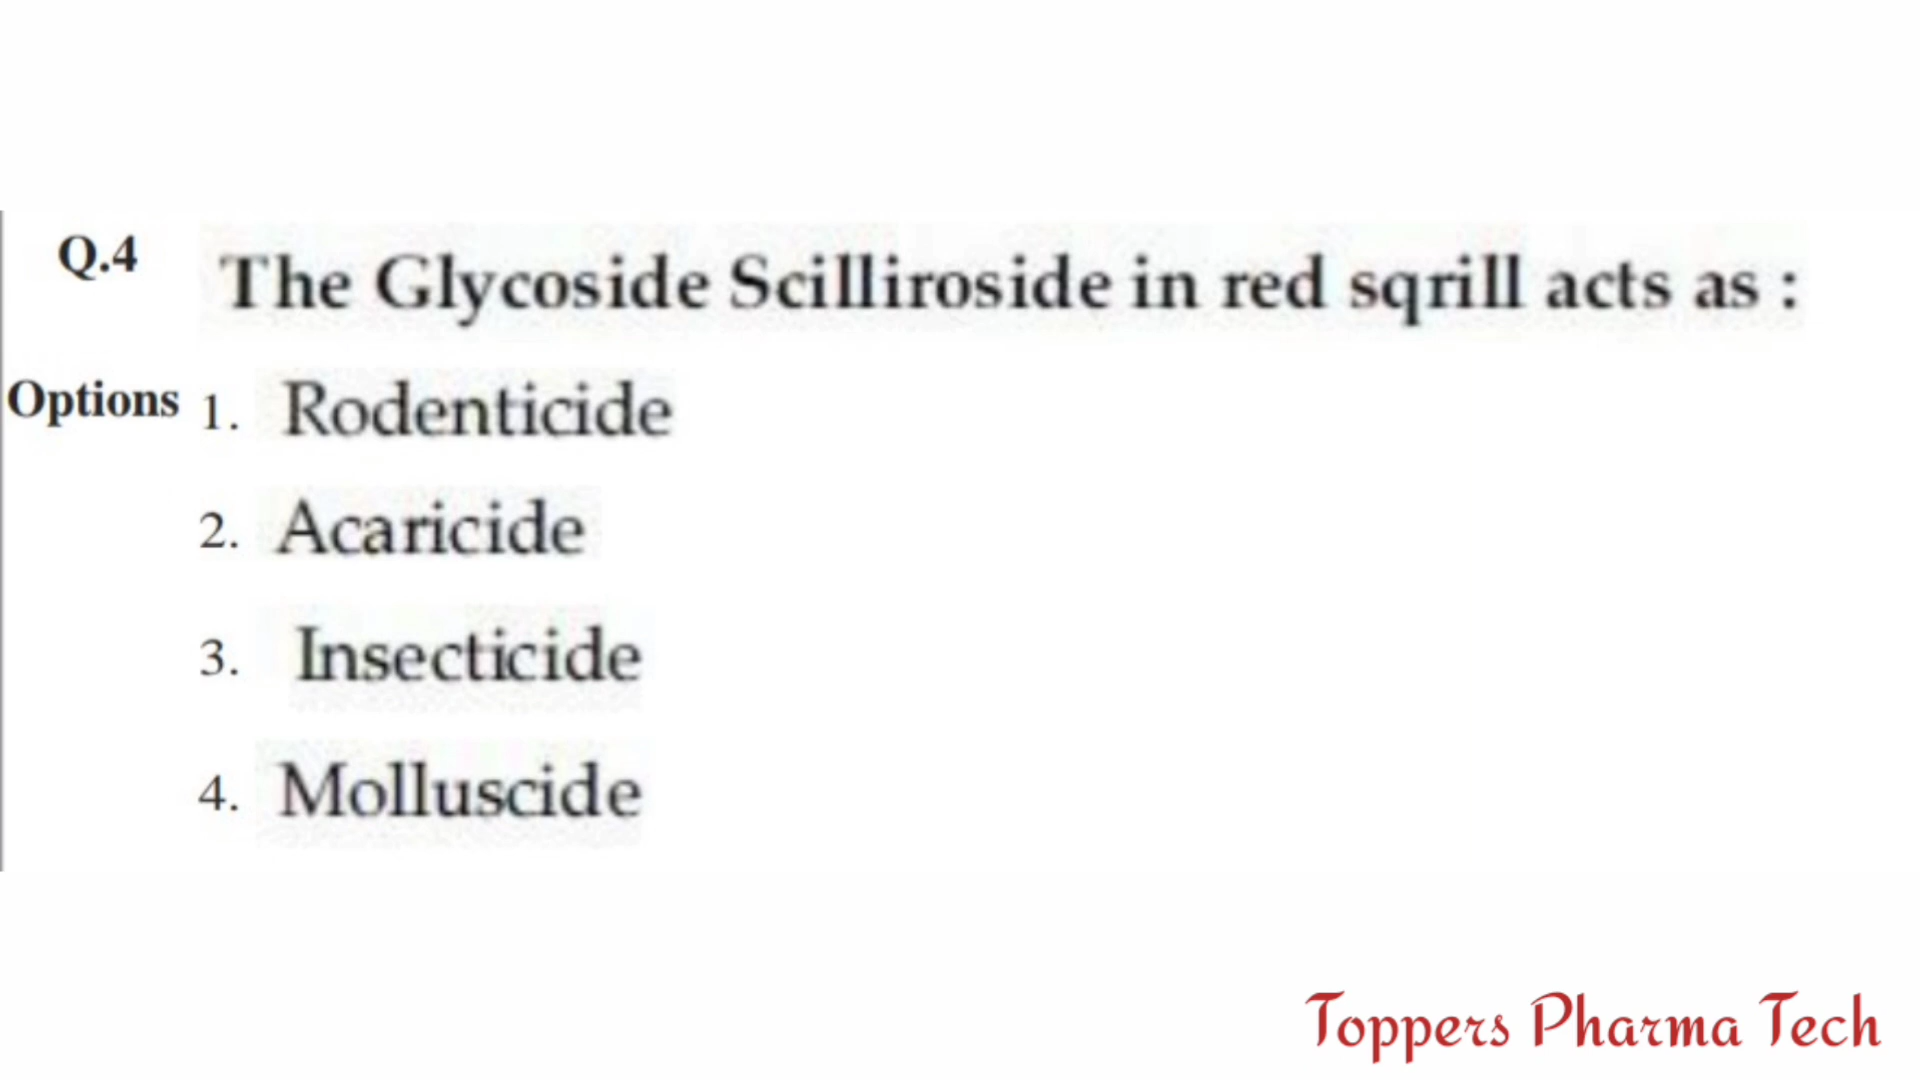 Q.4 The Glycoside Scilliroside in red sqrill acts as :
Options 1. Rodenticide
2. Acaricide
3. Insecticide
4. Molluscide
Toppers Pharma Tech